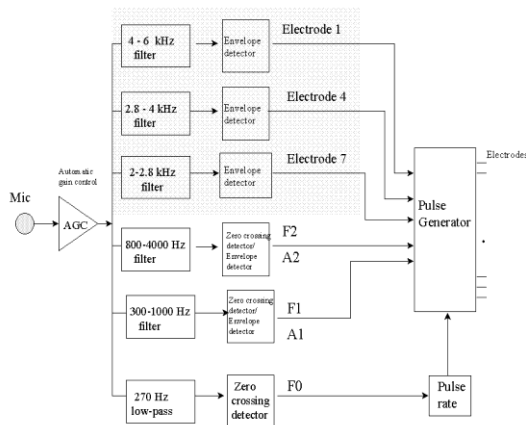 4 - 6 kHz
filter
Envelope
detector
Electrode 1
2.8 - 4 kHz
filter
Envelope
detector
Electrode 4
2-2.8 kHz
filter
Envelope
detector
Electrode 7
Automatic
gain control
Mic
AGC
800-4000 Hz
filter
Zero crossing
detector/
Envelope
detector
F2
A2
300-1000 Hz
filter
Zero crossing
detector/
Envelope
detector
F1
A1
270 Hz
low-pass
Zero
crossing
detector
F0
Pulse
rate
Pulse
Generator
Electrodes